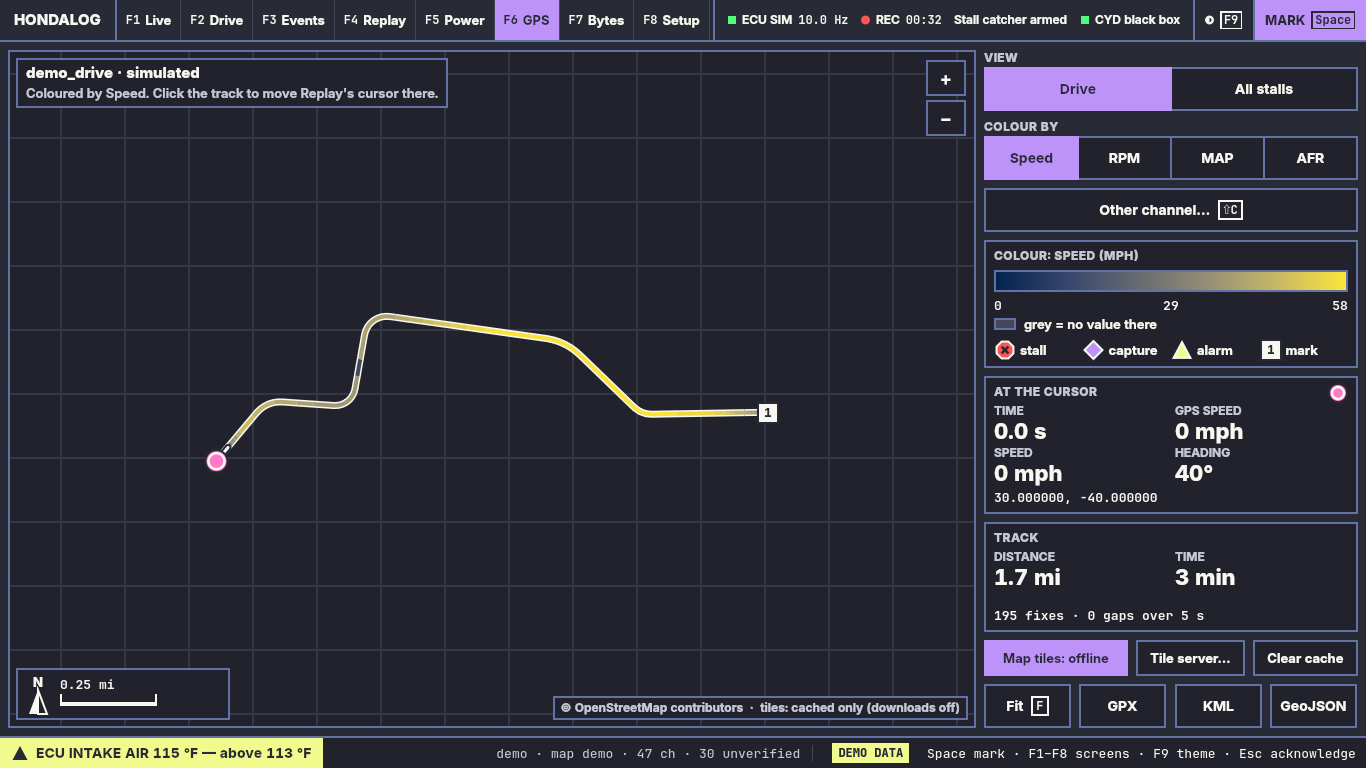 HONDALOG F1 Live F2 Drive F3 Events F4 Replay F5 Power F6 GPS F7 Bytes F8 Setup ECU SIM 10.0 Hz REC 00:32 Stall catcher armed CYD black box F9 MARK Space
demo_drive · simulated
Coloured by Speed. Click the track to move Replay's cursor there.
+
−
1
N
0.25 mi
© OpenStreetMap contributors · tiles: cached only (downloads off)
VIEW
Drive All stalls
COLOUR BY
Speed RPM MAP AFR
Other channel... ⇧C
COLOUR: SPEED (MPH)
0 29 58
grey = no value there
stall capture alarm 1 mark
AT THE CURSOR
TIME GPS SPEED
0.0 s 0 mph
SPEED HEADING
0 mph 40°
30.000000, -40.000000
TRACK
DISTANCE TIME
1.7 mi 3 min
195 fixes · 0 gaps over 5 s
Map tiles: offline Tile server... Clear cache
Fit F GPX KML GeoJSON
ECU INTAKE AIR 115 °F — above 113 °F demo · map demo · 47 ch · 30 unverified DEMO DATA Space mark · F1–F8 screens · F9 theme · Esc acknowledge